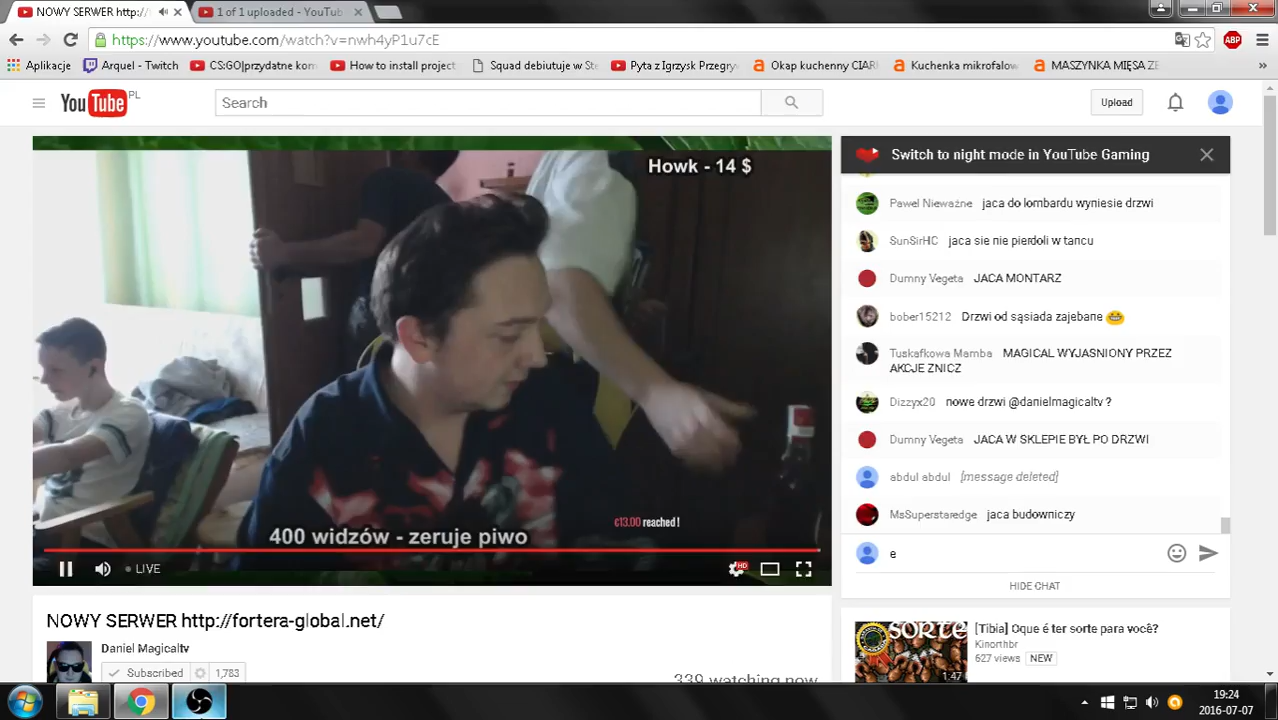 NOWY SERWER http:/
1 of 1 uploaded - YouTube
https://www.youtube.com/watch?v=nwh4yP1u7cE
Aplikacje
Arquel - Twitch
CS:GO|przydatne kom
How to install project
Squad debiutuje w Ste
Pyta z Igrzysk Przegry
Okap kuchenny CIAR
Kuchenka mikrofalow
MASZYNKA MIĘSA ZE
YouTube PL
Search
Upload
Howk - 14 $
400 widzów - zeruje piwo
¢13.00 reached!
LIVE
HD
Switch to night mode in YouTube Gaming
Paweł Nieważne jaca do lombardu wyniesie drzwi
SunSirHC jaca sie nie pierdoli w tancu
Dumny Vegeta JACA MONTARZ
bober15212 Drzwi od sąsiada zajebane
Tuskafkowa Mamba MAGICAL WYJASNIONY PRZEZ
AKCJE ZNICZ
Dizzyx20 nowe drzwi @danielmagicaltv ?
Dumny Vegeta JACA W SKLEPIE BYŁ PO DRZWI
abdul abdul [message deleted]
MsSuperstaredge jaca budowniczy
e
HIDE CHAT
NOWY SERWER http://fortera-global.net/
Daniel Magicaltv
Subscribed 1,783
339 watching now
SORTE
1:47
[Tibia] Oque é ter sorte para você?
Kinorthbr
627 views NEW
19:24
2016-07-07
ABP